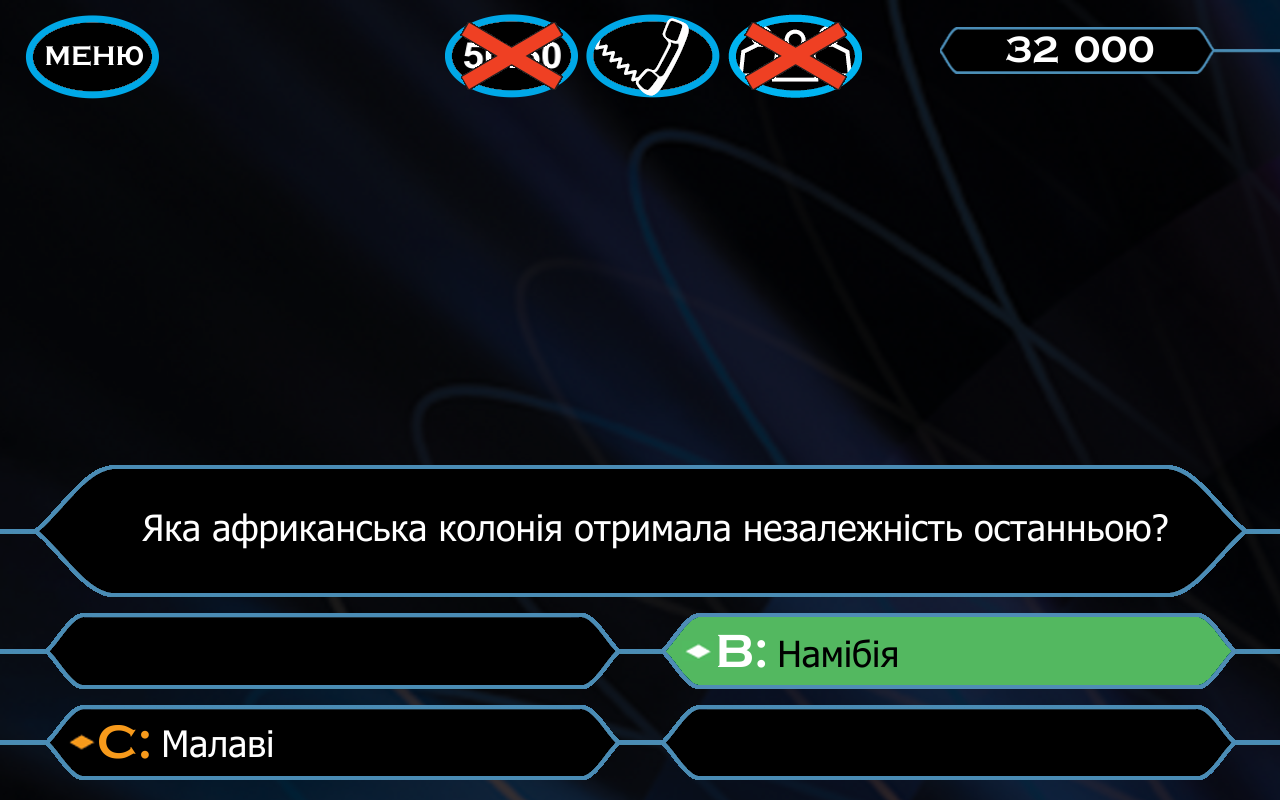 МЕНЮ
32 000
Яка африканська колонія отримала незалежність останньою?
B: Намібія
C: Малаві